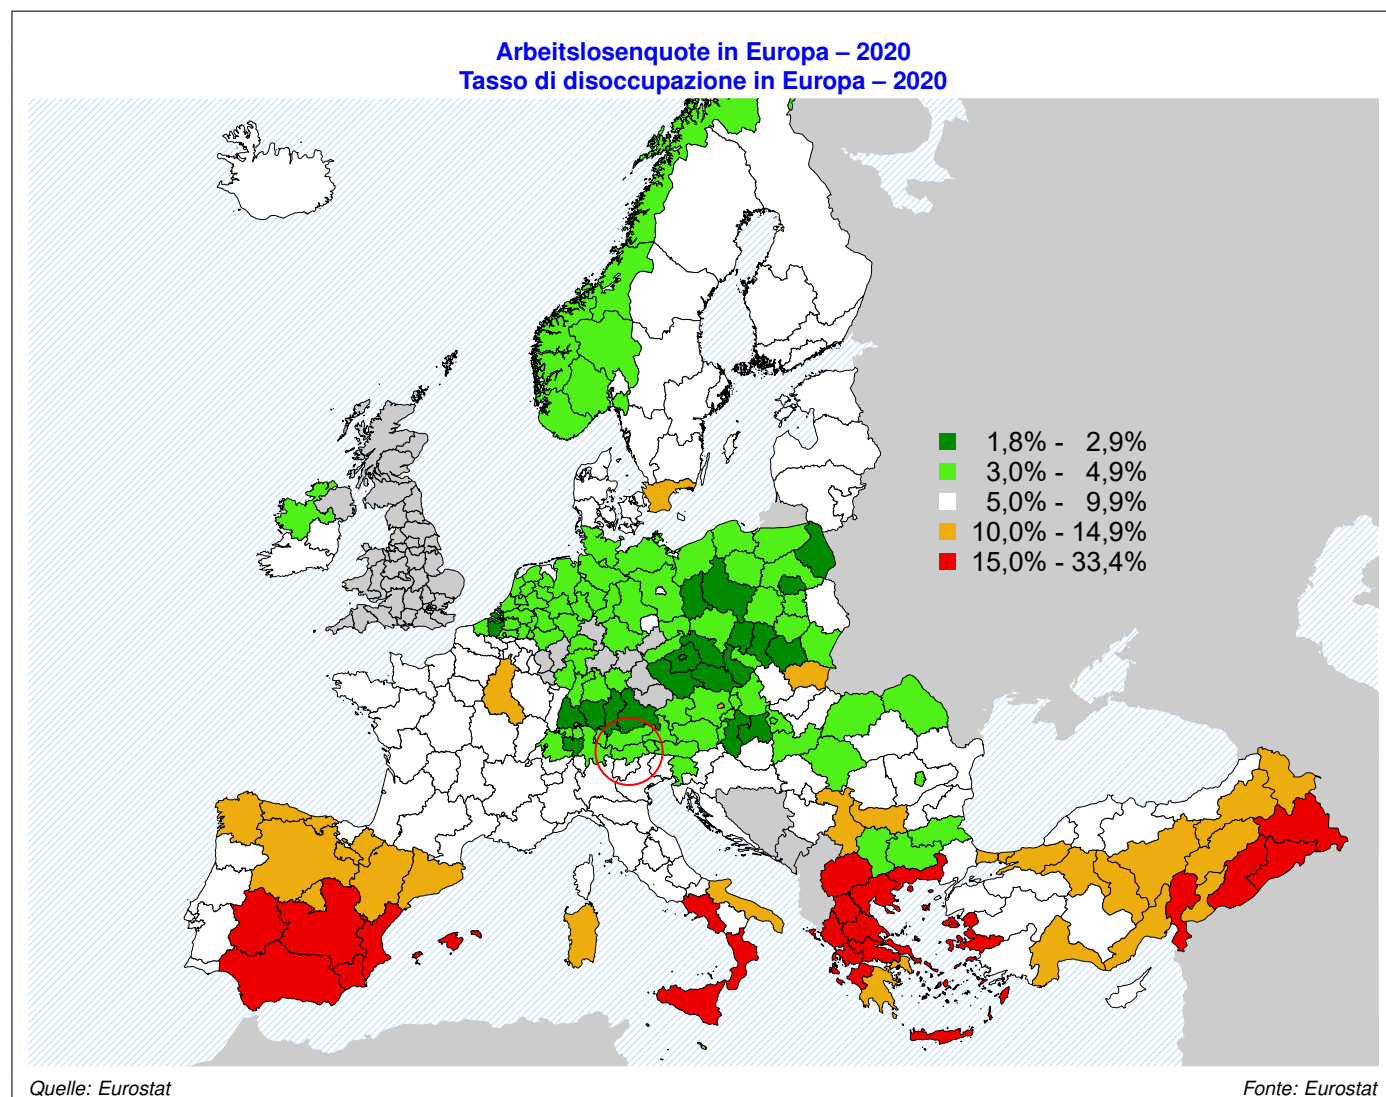 Arbeitslosenquote in Europa – 2020
Tasso di disoccupazione in Europa – 2020
1,8% - 2,9%
3,0% - 4,9%
5,0% - 9,9%
10,0% - 14,9%
15,0% - 33,4%
Quelle: Eurostat
Fonte: Eurostat